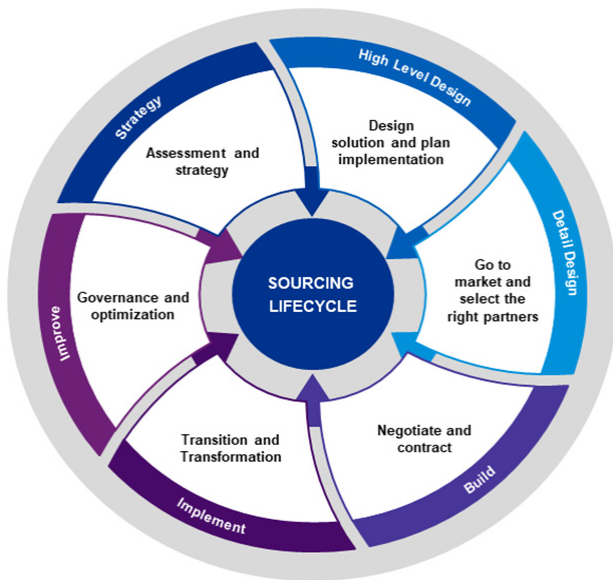 Strategy
Assessment and
strategy
High Level Design
Design
solution and plan
implementation
Detail Design
Go to
market and
select the
right partners
Build
Negotiate and
contract
Implement
Transition and
Transformation
Improve
Governance and
optimization
SOURCING
LIFECYCLE